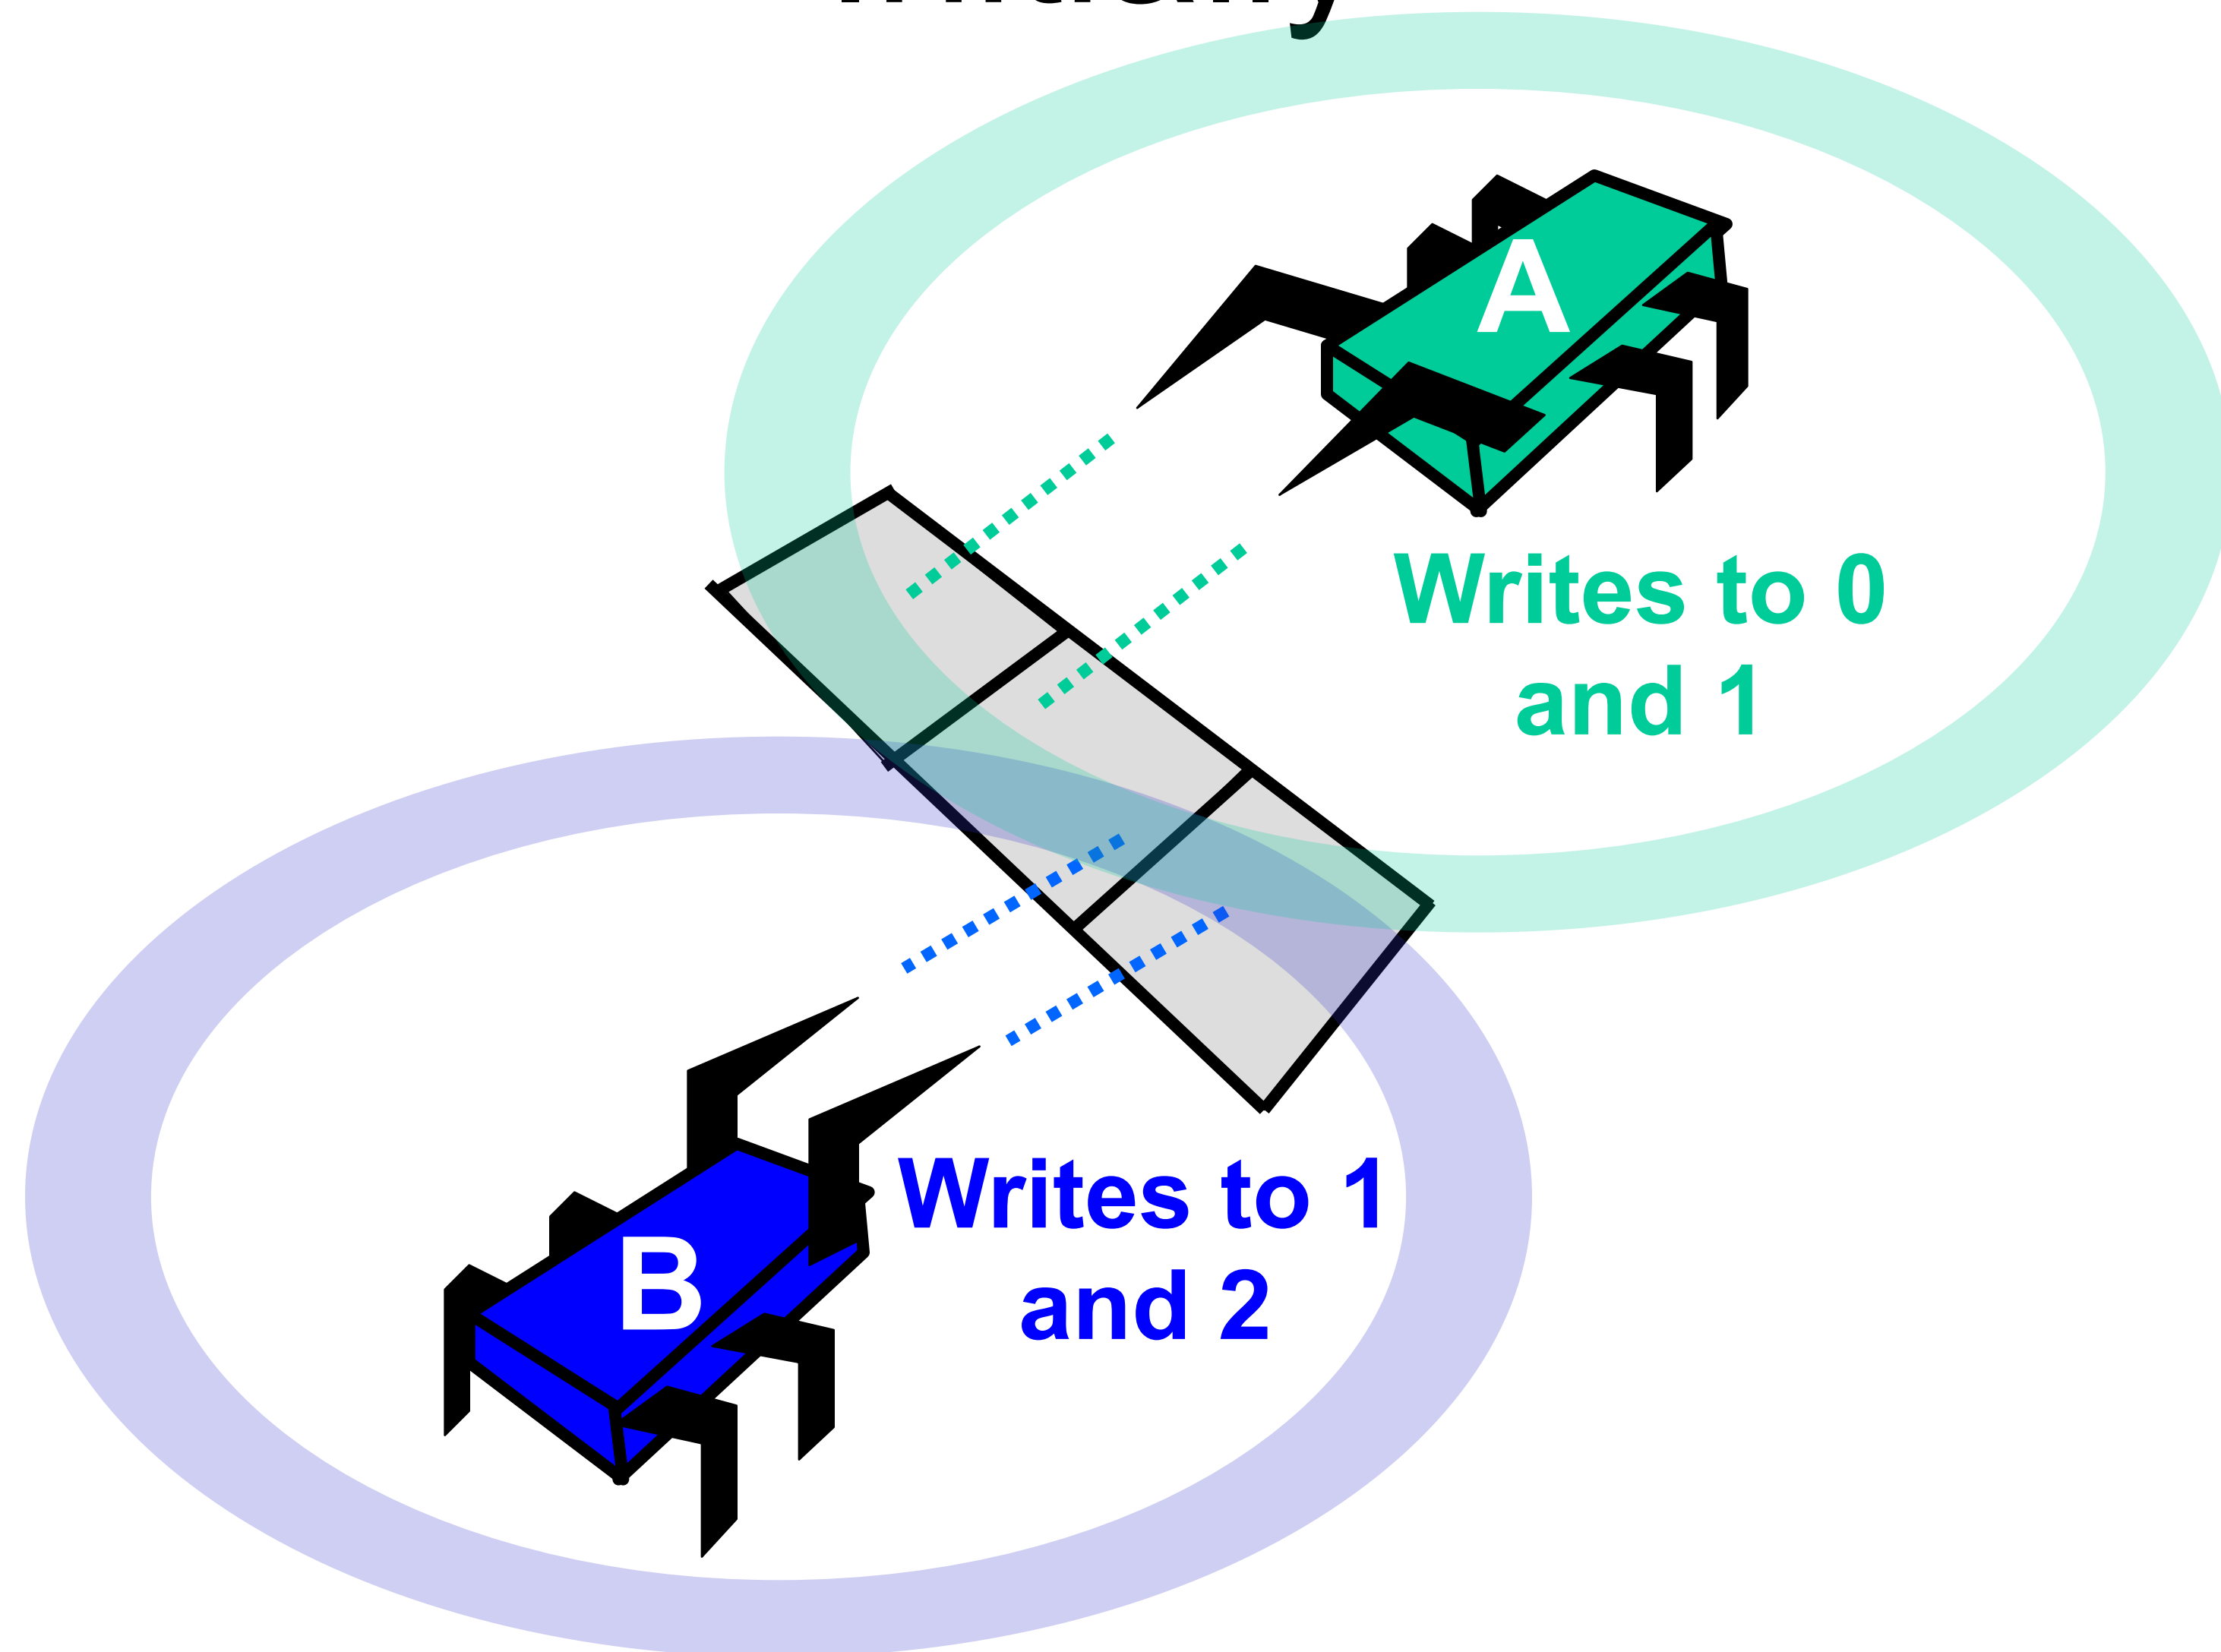 A
Writes to 0
and 1
Writes to 1
and 2
B